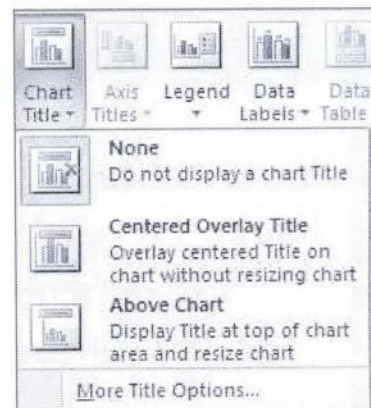 Chart Axis Legend Data Data
Title Titles Labels Table
None
Do not display a chart Title
Centered Overlay Title
Overlay centered Title on
chart without resizing chart
Above Chart
Display Title at top of chart
area and resize chart
More Title Options...